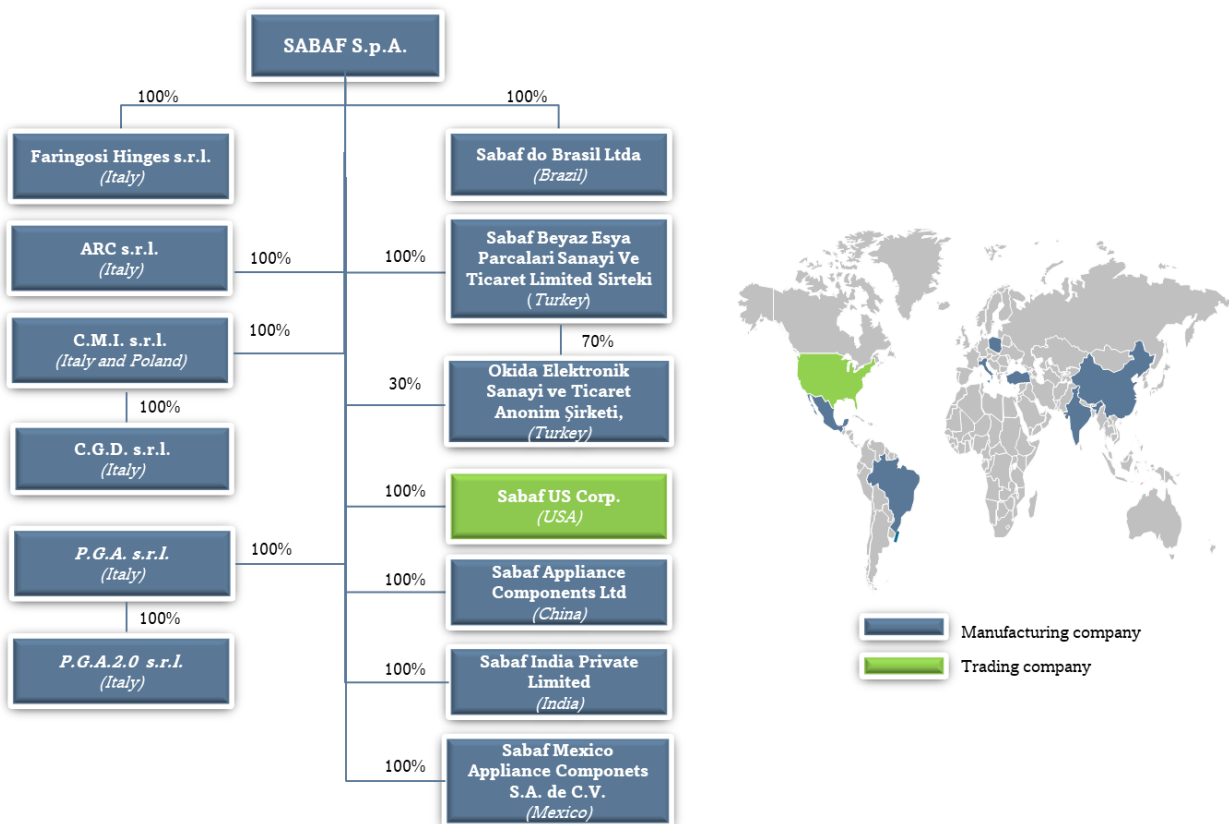 SABAF S.p.A.
100%
100%
Faringosi Hinges s.r.l.
(Italy)
Sabaf do Brasil Ltda
(Brazil)
ARC s.r.l.
(Italy)
100%
100%
Sabaf Beyaz Esya
Parcalari Sanayi Ve
Ticaret Limited Sirteki
(Turkey)
C.M.I. s.r.l.
(Italy and Poland)
100%
70%
30%
Okida Elektronik
Sanayi ve Ticaret
Anonim Şirketi,
(Turkey)
100%
C.G.D. s.r.l.
(Italy)
100%
Sabaf US Corp.
(USA)
P.G.A. s.r.l.
(Italy)
100%
100%
Sabaf Appliance
Components Ltd
(China)
100%
P.G.A.2.0 s.r.l.
(Italy)
100%
Sabaf India Private
Limited
(India)
100%
Sabaf Mexico
Appliance Componets
S.A. de C.V.
(Mexico)
Manufacturing company
Trading company